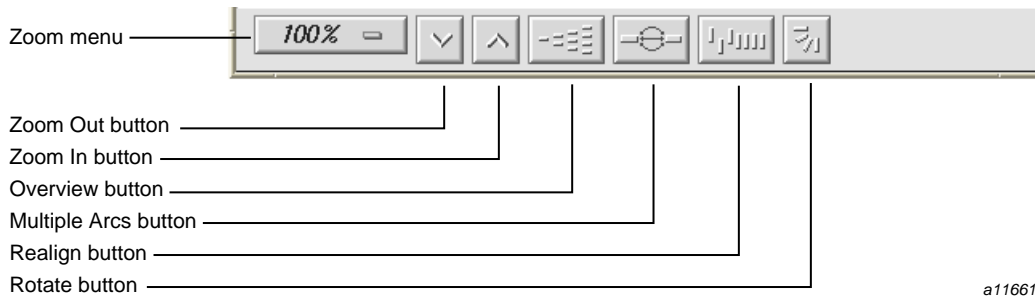 Zoom menu
100%
Zoom Out button
Zoom In button
Overview button
Multiple Arcs button
Realign button
Rotate button
a11661